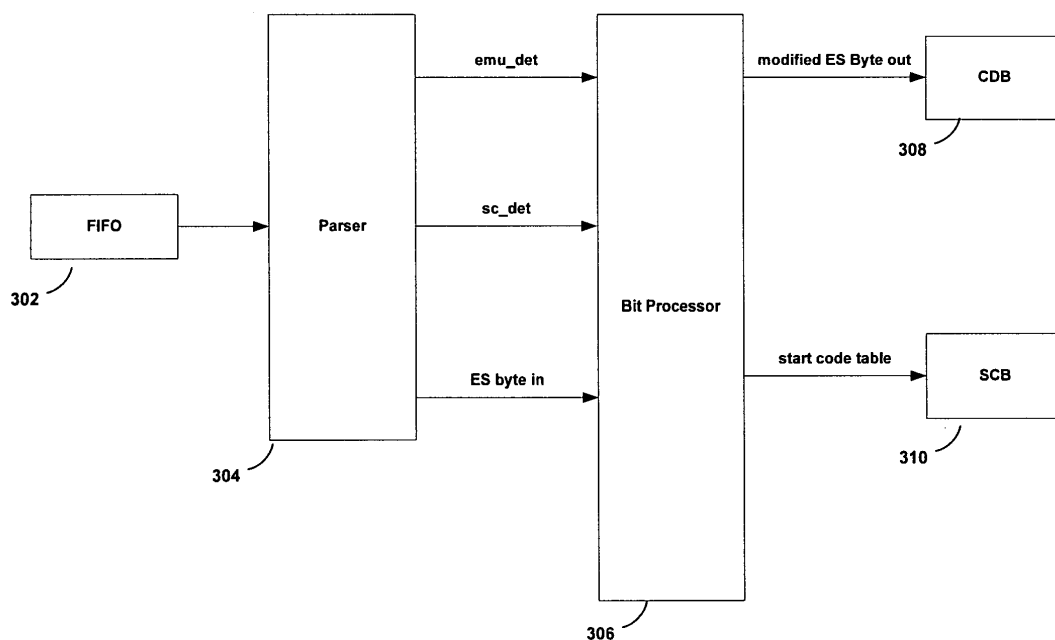 emu_det
modified ES Byte out
CDB
308
FIFO
302
Parser
sc_det
Bit Processor
start code table
SCB
310
ES byte in
304
306